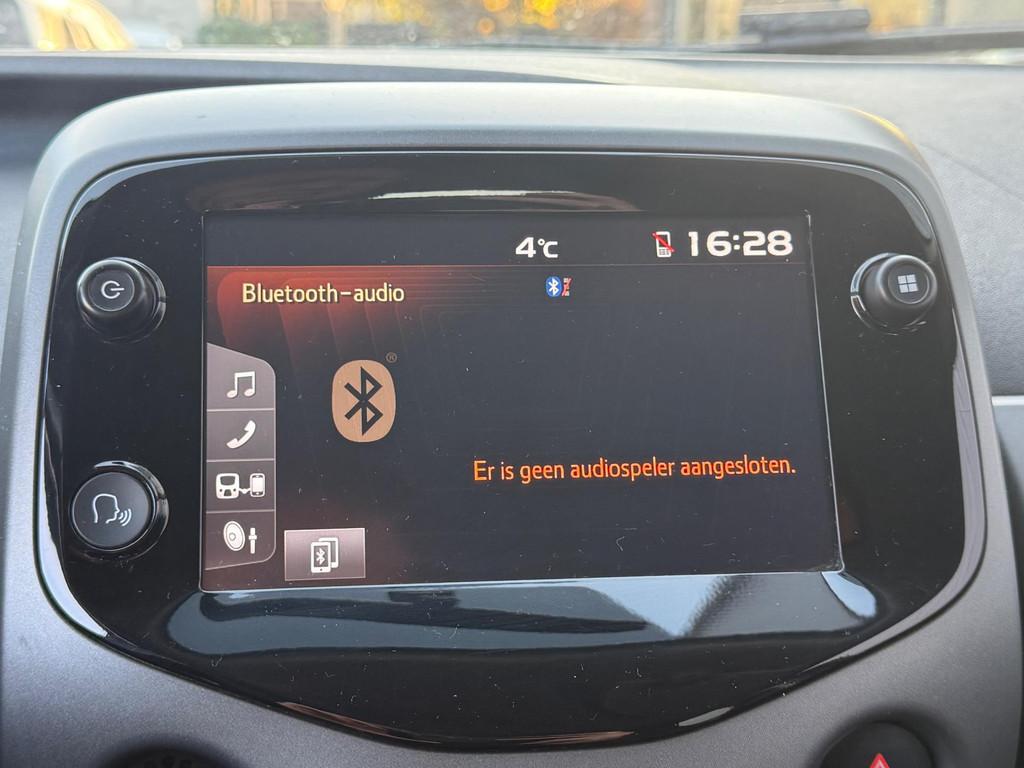 4°C 16:28
Bluetooth-audio
®
Er is geen audiospeler aangesloten.